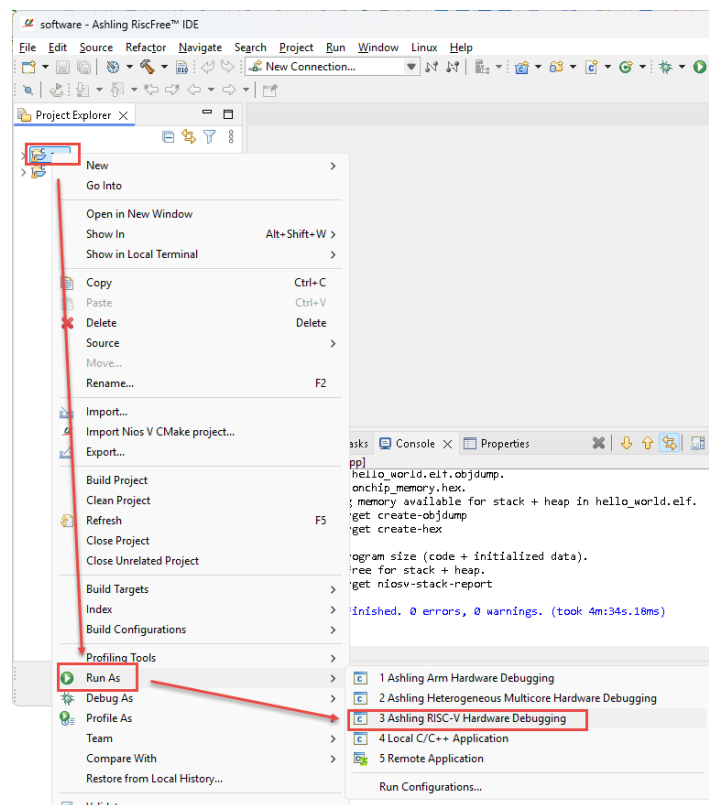 software - Ashling RiscFree™ IDE
File Edit Source Refactor Navigate Search Project Run Window Linux Help
New Connection...
010
Project Explorer
New
Go Into
Open in New Window
Show In Alt+Shift+W
Show in Local Terminal
Copy Ctrl+C
Paste Ctrl+V
Delete Delete
Source
Move...
Rename... F2
Import...
Import Nios V CMake project...
Export...
Build Project
Clean Project
Refresh F5
Close Project
Close Unrelated Project
Build Targets
Index
Build Configurations
Profiling Tools
Run As
Debug As
Profile As
Team
Compare With
Restore from Local History...
asks Console Properties
pp]
hello_world.elf.objdump.
onchip_memory.hex.
memory available for stack + heap in hello_world.elf.
rget create-objdump
rget create-hex
ogram size (code + initialized data).
ree for stack + heap.
rget niosv-stack-report
inished. 0 errors, 0 warnings. (took 4m:34s.18ms)
1 Ashling Arm Hardware Debugging
2 Ashling Heterogeneous Multicore Hardware Debugging
3 Ashling RISC-V Hardware Debugging
4 Local C/C++ Application
5 Remote Application
Run Configurations...